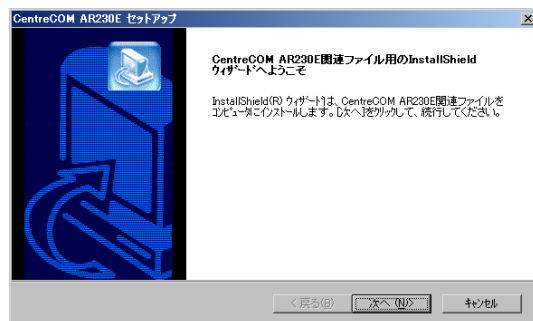 CentreCOM AR230E セットアップ
CentreCOM AR230E関連ファイル用のInstallShield
ウィザードへようこそ
InstallShield(R) ウィザードは、CentreCOM AR230E関連ファイルを
コンピュータにインストールします。[次へ]をクリックして、続行してください。
< 戻る(B)
次へ (N)>
キャンセル